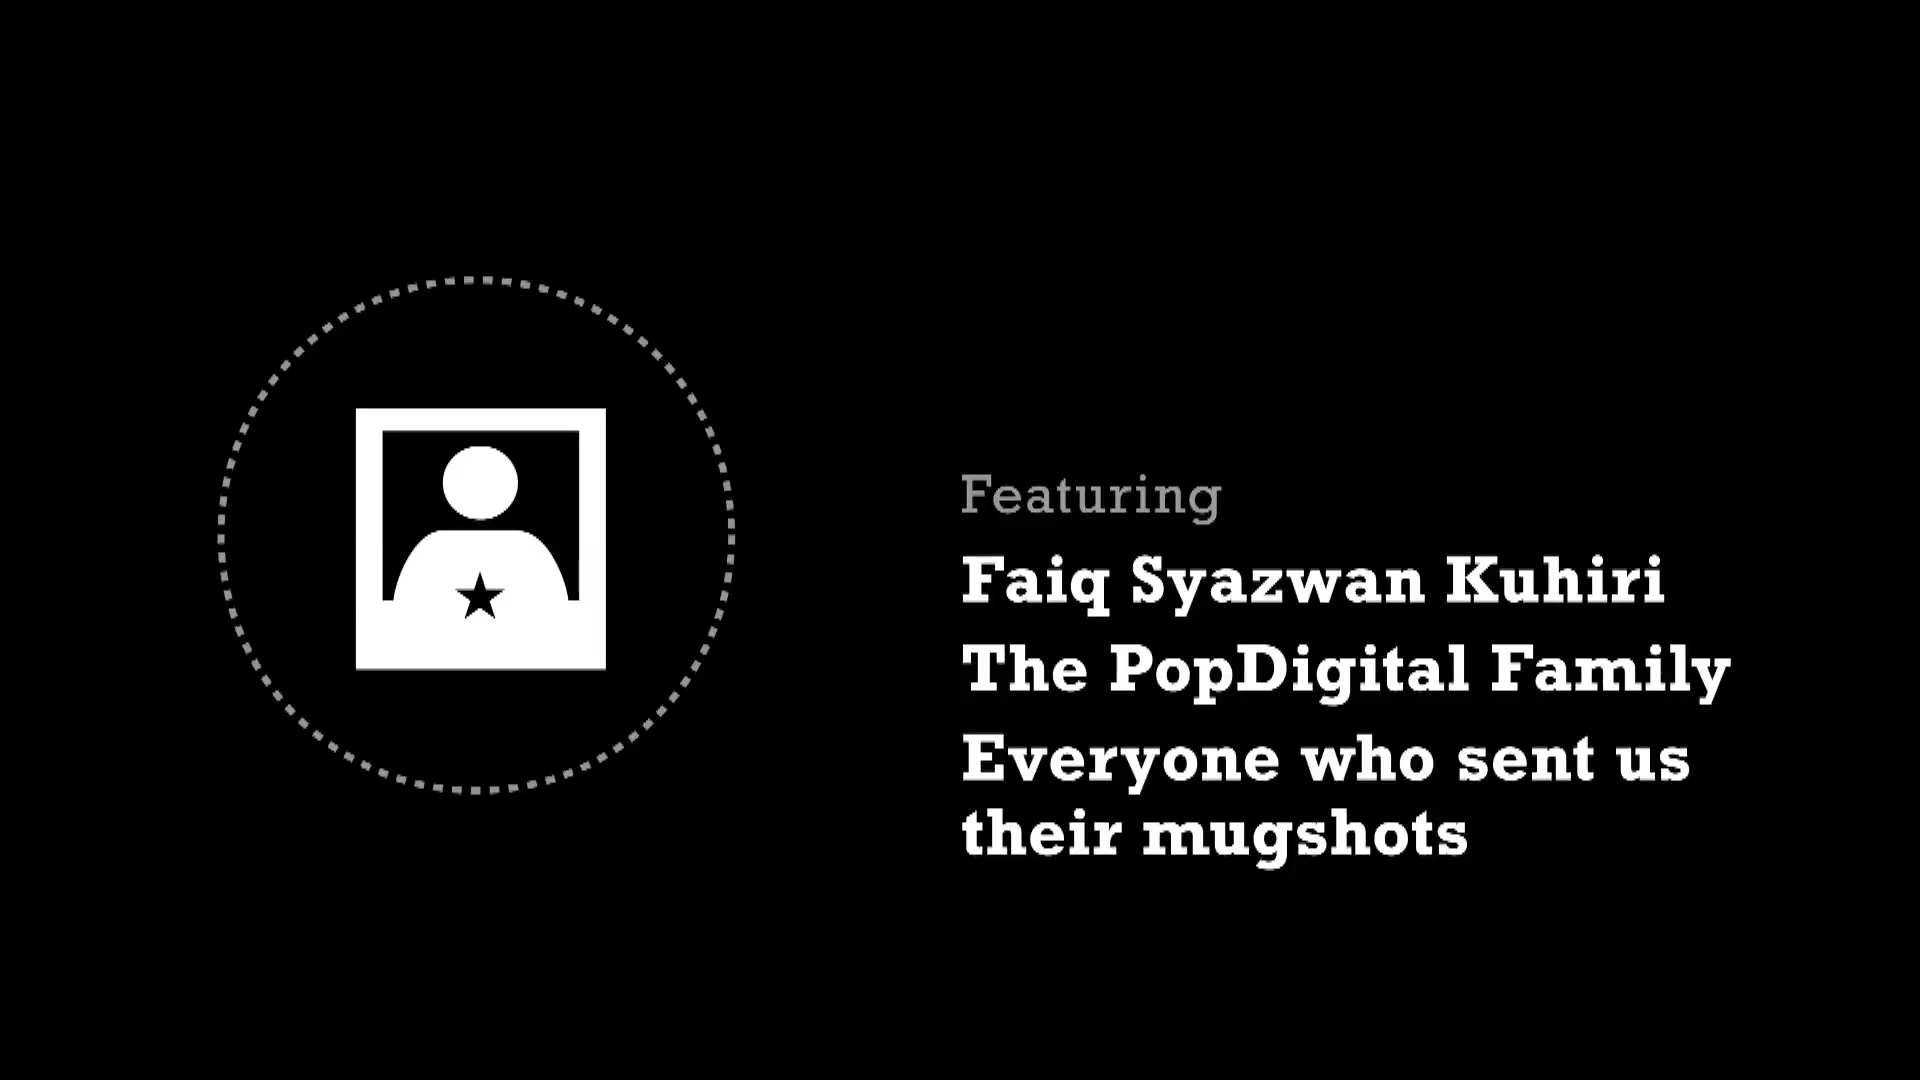 Featuring
Faiq Syazwan Kuhiri
The PopDigital Family
Everyone who sent us
their mugshots